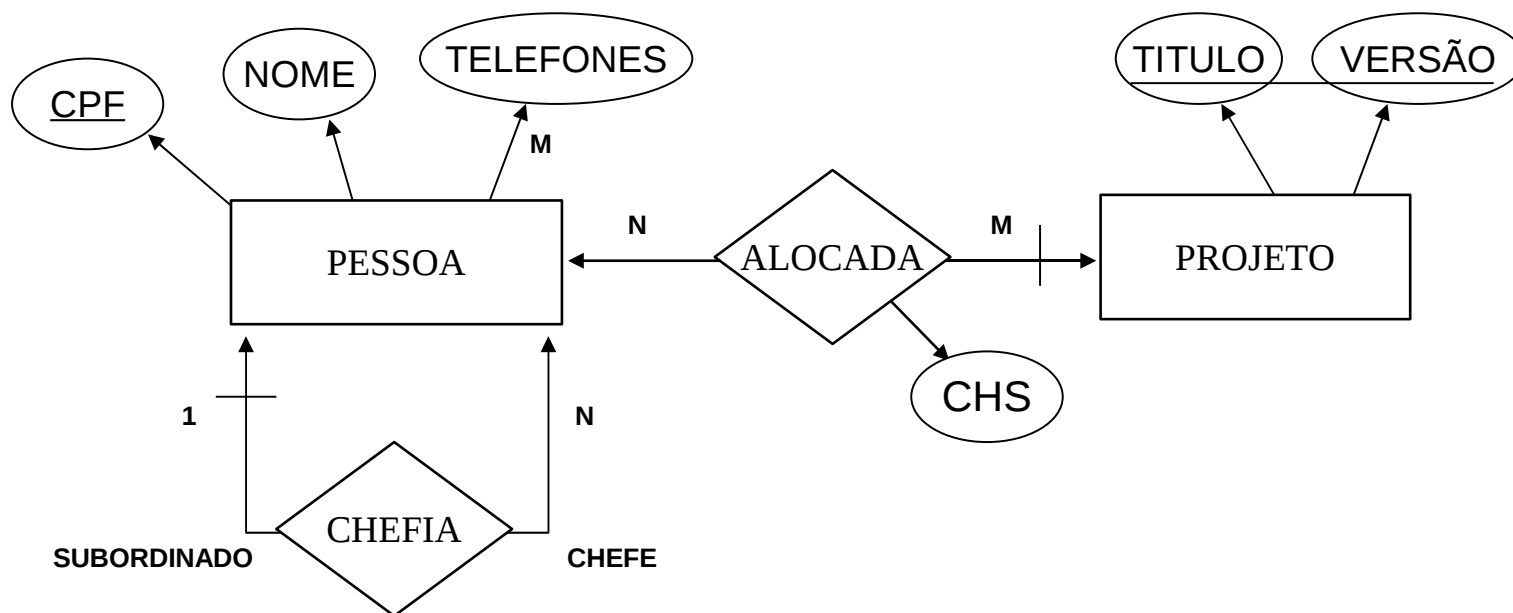 TELEFONES
TITULO
VERSÃO
NOME
CPF
M
N
M
PESSOA
ALOCADA
PROJETO
CHS
1
N
CHEFIA
SUBORDINADO
CHEFE